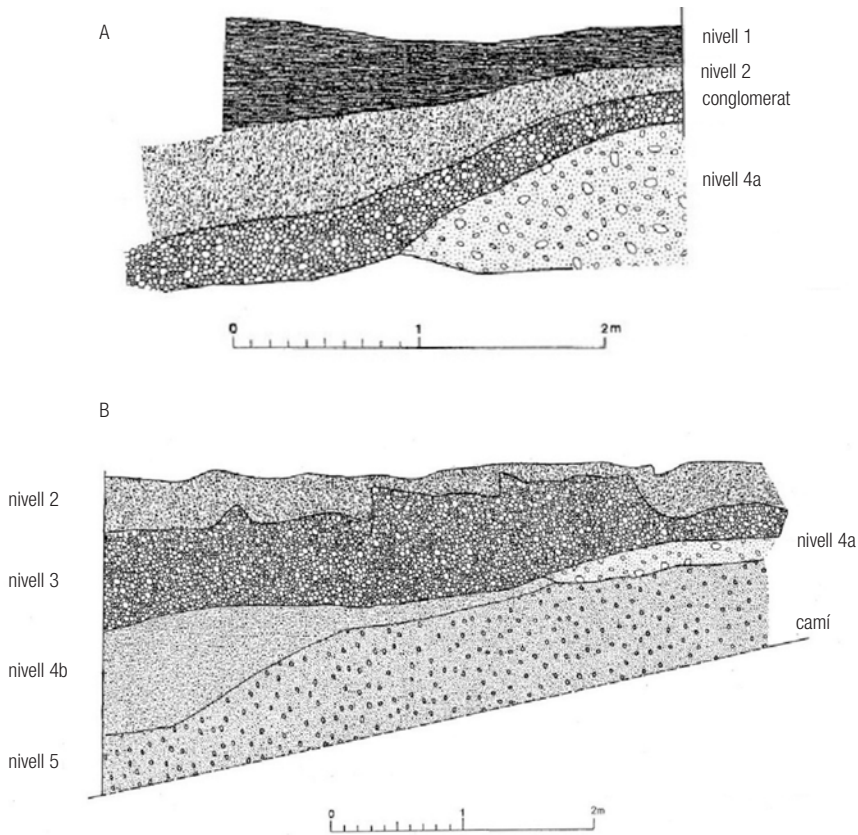 A
nivell 1
nivell 2
conglomerat
nivell 4a
0 1 2m
B
nivell 2
nivell 3
nivell 4a
camí
nivell 4b
nivell 5
0 1 2m